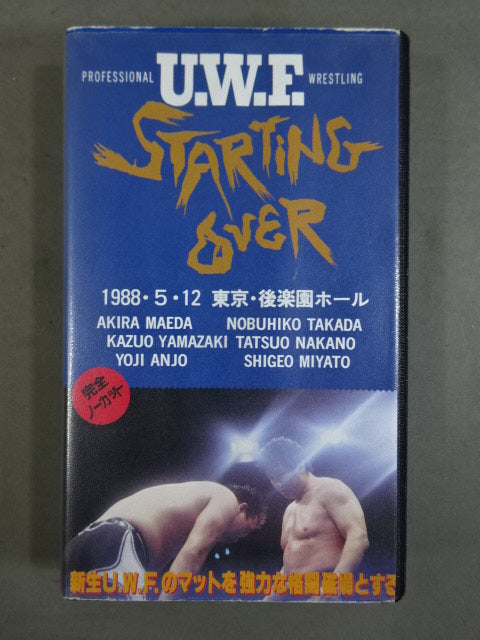 PROFESSIONAL U.W.F. WRESTLING
STARTING
OVER
1988・5・12 東京・後楽園ホール
AKIRA MAEDA NOBUHIKO TAKADA
KAZUO YAMAZAKI TATSUO NAKANO
YOJI ANJO SHIGEO MIYATO
完全
ノーカット
新生U.W.F.のマットを強力な格闘磁場とする